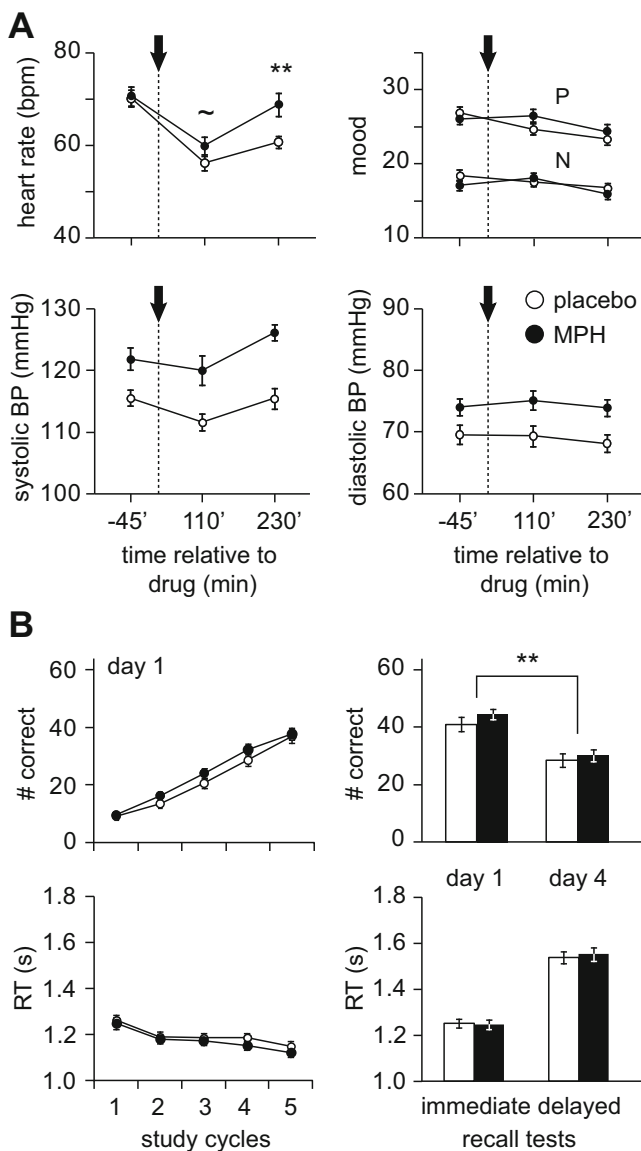 A
80
60
40
heart rate (bpm)
~
**
35
25
15
10
mood
P
N
130
120
113
100
systolic BP (mmHg)
-45’ 110’ 230’
time relative to
drug (min)
90
80
70
60
diastolic BP (mmHg)
placebo
MPH
-45’ 110’ 230’
time relative to
drug (min)
B
day 1
60
40
20
0
# correct
60
40
20
0
# correct
**
day 1 day 4
1.8
1.6
1.4
1.2
1.0
RT (s)
1 2 3 4 5
study cycles
1.8
1.6
1.4
1.2
1.0
RT (s)
immediate delayed
recall tests